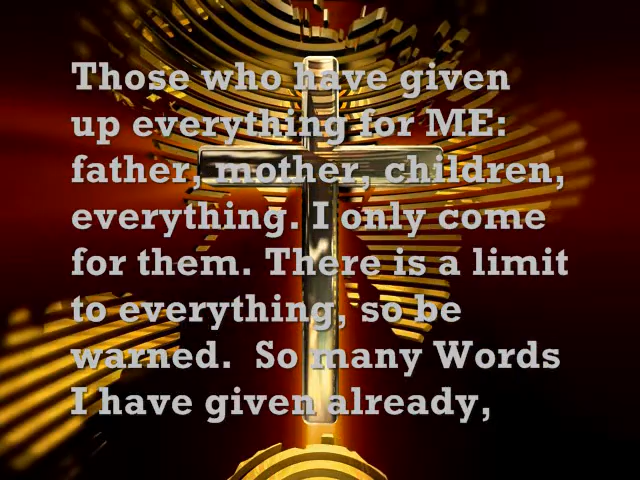 Those who have given
up everything for ME:
father, mother, children,
everything. I only come
for them. There is a limit
to everything, so be
warned.  So many Words
I have given already,